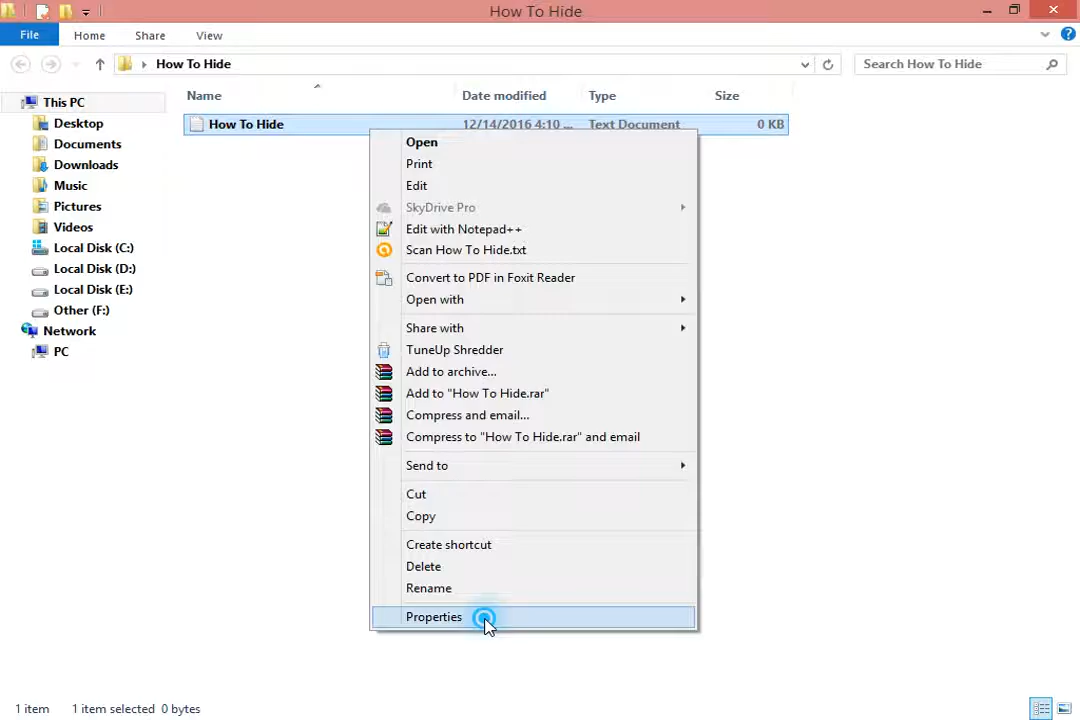 How To Hide
File Home Share View
How To Hide
Search How To Hide
Name Date modified Type Size
This PC
Desktop
Documents
Downloads
Music
Pictures
Videos
Local Disk (C:)
Local Disk (D:)
Local Disk (E:)
Other (F:)
Network
PC
How To Hide 12/14/2016 4:10 ... Text Document 0 KB
Open
Print
Edit
SkyDrive Pro
Edit with Notepad++
Scan How To Hide.txt
Convert to PDF in Foxit Reader
Open with
Share with
TuneUp Shredder
Add to archive...
Add to "How To Hide.rar"
Compress and email...
Compress to "How To Hide.rar" and email
Send to
Cut
Copy
Create shortcut
Delete
Rename
Properties
1 item 1 item selected 0 bytes